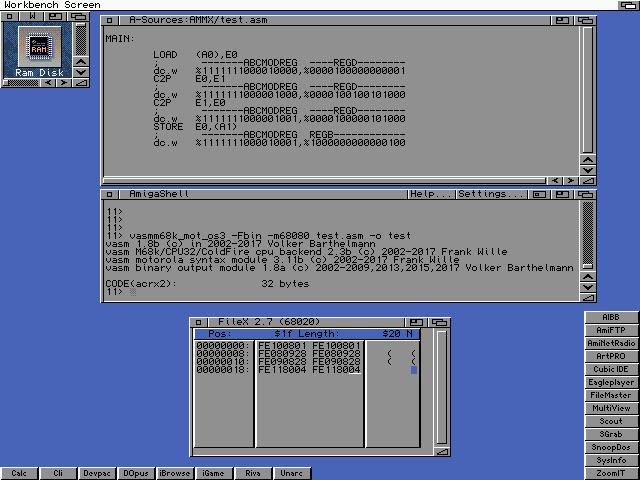 Workbench Screen
W
Ram Disk
A-Sources:AMMX/test.asm
MAIN:
LOAD (A0),E0
; -------ABCMODREG ----REGD--------
dc.w %1111111000010000,%0000100000000001
C2P E0,E1
; -------ABCMODREG ----REGD--------
dc.w %1111111000001000,%0000100100101000
C2P E1,E0
; -------ABCMODREG ----REGD--------
dc.w %1111111000001001,%0000100000101000
STORE E0,(A1)
; -------ABCMODREG REGB------------
dc.w %1111111000010001,%1000000000000100
AmigaShell Help... Settings...
11>
11>
11>
11> vasmm68k_mot_os3 -Fbin -m68080 test.asm -o test
vasm 1.8b (c) in 2002-2017 Volker Barthelmann
vasm M68k/CPU32/ColdFire cpu backend 2.3b (c) 2002-2017 Frank Wille
vasm motorola syntax module 3.11b (c) 2002-2017 Frank Wille
vasm binary output module 1.8a (c) 2002-2009,2013,2015,2017 Volker Barthelmann
CODE(acrx2): 32 bytes
11>
FileX 2.7 (68020)
Pos: $1f Length: $20 N
00000000: FE100801 FE100801
00000008: FE080928 FE080928 ( (
00000010: FE090828 FE090828 ( (
00000018: FE118004 FE118004
AIBB
AmiFTP
AmiNetRadio
ArtPRO
Cubic IDE
Eagleplayer
FileMaster
MultiView
Scout
SGrab
SnoopDos
SysInfo
ZoomIT
Calc Cli Devpac DOpus iBrowse iGame Riva Unarc